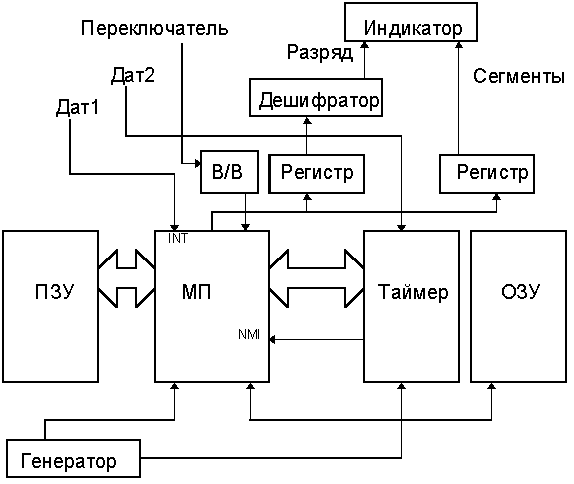 Индикатор
Переключатель
Разряд
Сегменты
Дат2
Дешифратор
Дат1
В/В
Регистр
Регистр
INT
ПЗУ
МП
Таймер
ОЗУ
NMI
Генератор